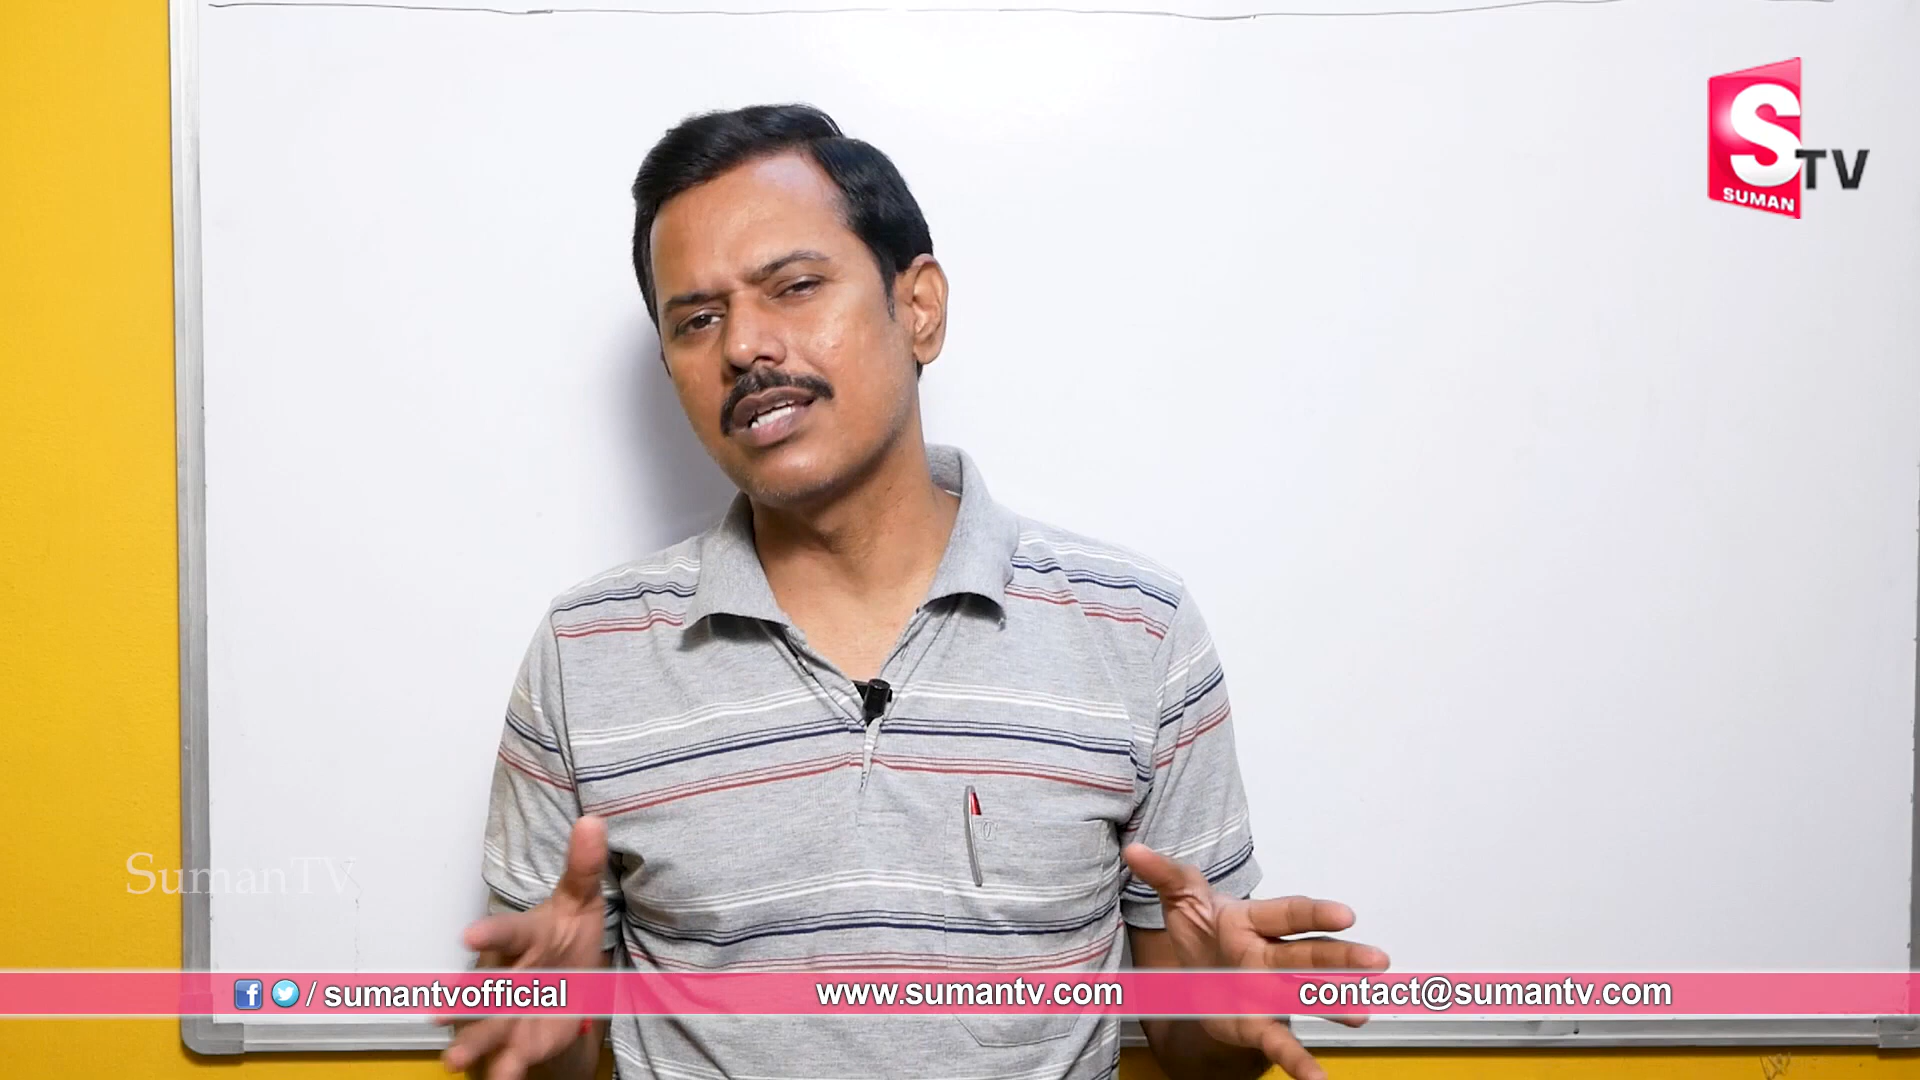 S
TV
SUMAN
SumanTV
/ sumantvofficial
www.sumantv.com
contact@sumantv.com